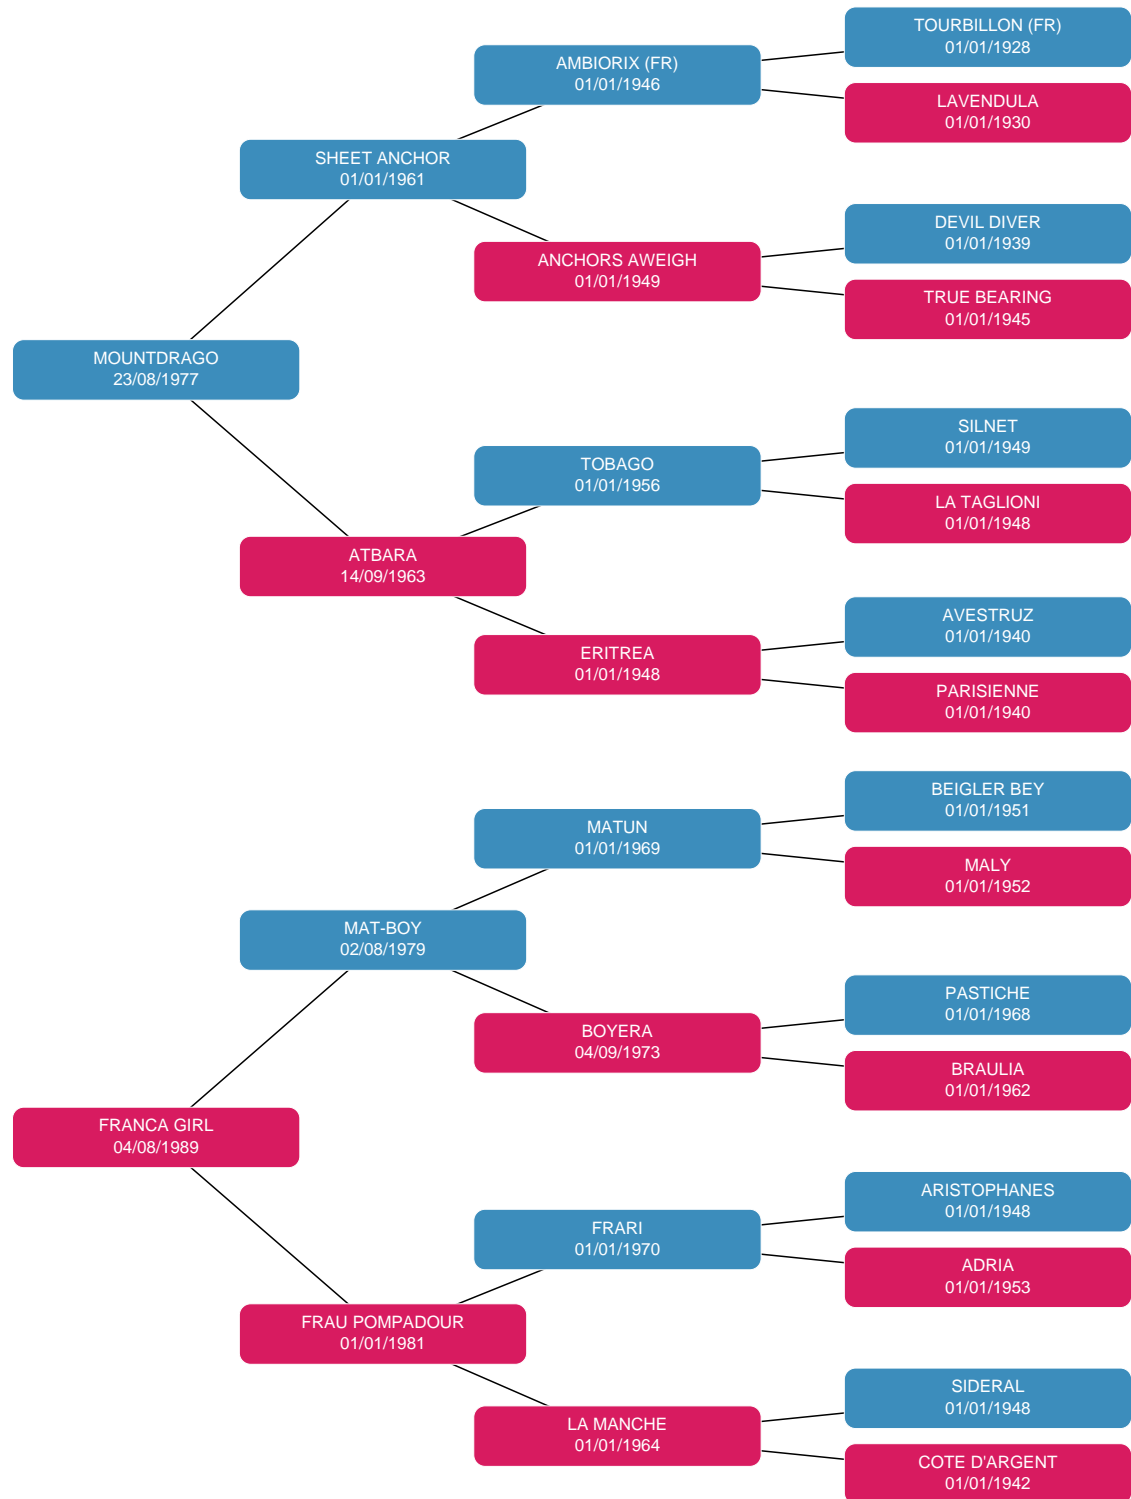 TOURBILLON (FR)
01/01/1928
AMBIORIX (FR)
01/01/1946
LAVENDULA
01/01/1930
SHEET ANCHOR
01/01/1961
DEVIL DIVER
01/01/1939
ANCHORS AWEIGH
01/01/1949
TRUE BEARING
01/01/1945
MOUNTDRAGO
23/08/1977
SILNET
01/01/1949
TOBAGO
01/01/1956
LA TAGLIONI
01/01/1948
ATBARA
14/09/1963
AVESTRUZ
01/01/1940
ERITREA
01/01/1948
PARISIENNE
01/01/1940
BEIGLER BEY
01/01/1951
MATUN
01/01/1969
MALY
01/01/1952
MAT-BOY
02/08/1979
PASTICHE
01/01/1968
BOYERA
04/09/1973
BRAULIA
01/01/1962
FRANCA GIRL
04/08/1989
ARISTOPHANES
01/01/1948
FRARI
01/01/1970
ADRIA
01/01/1953
FRAU POMPADOUR
01/01/1981
SIDERAL
01/01/1948
LA MANCHE
01/01/1964
COTE D'ARGENT
01/01/1942